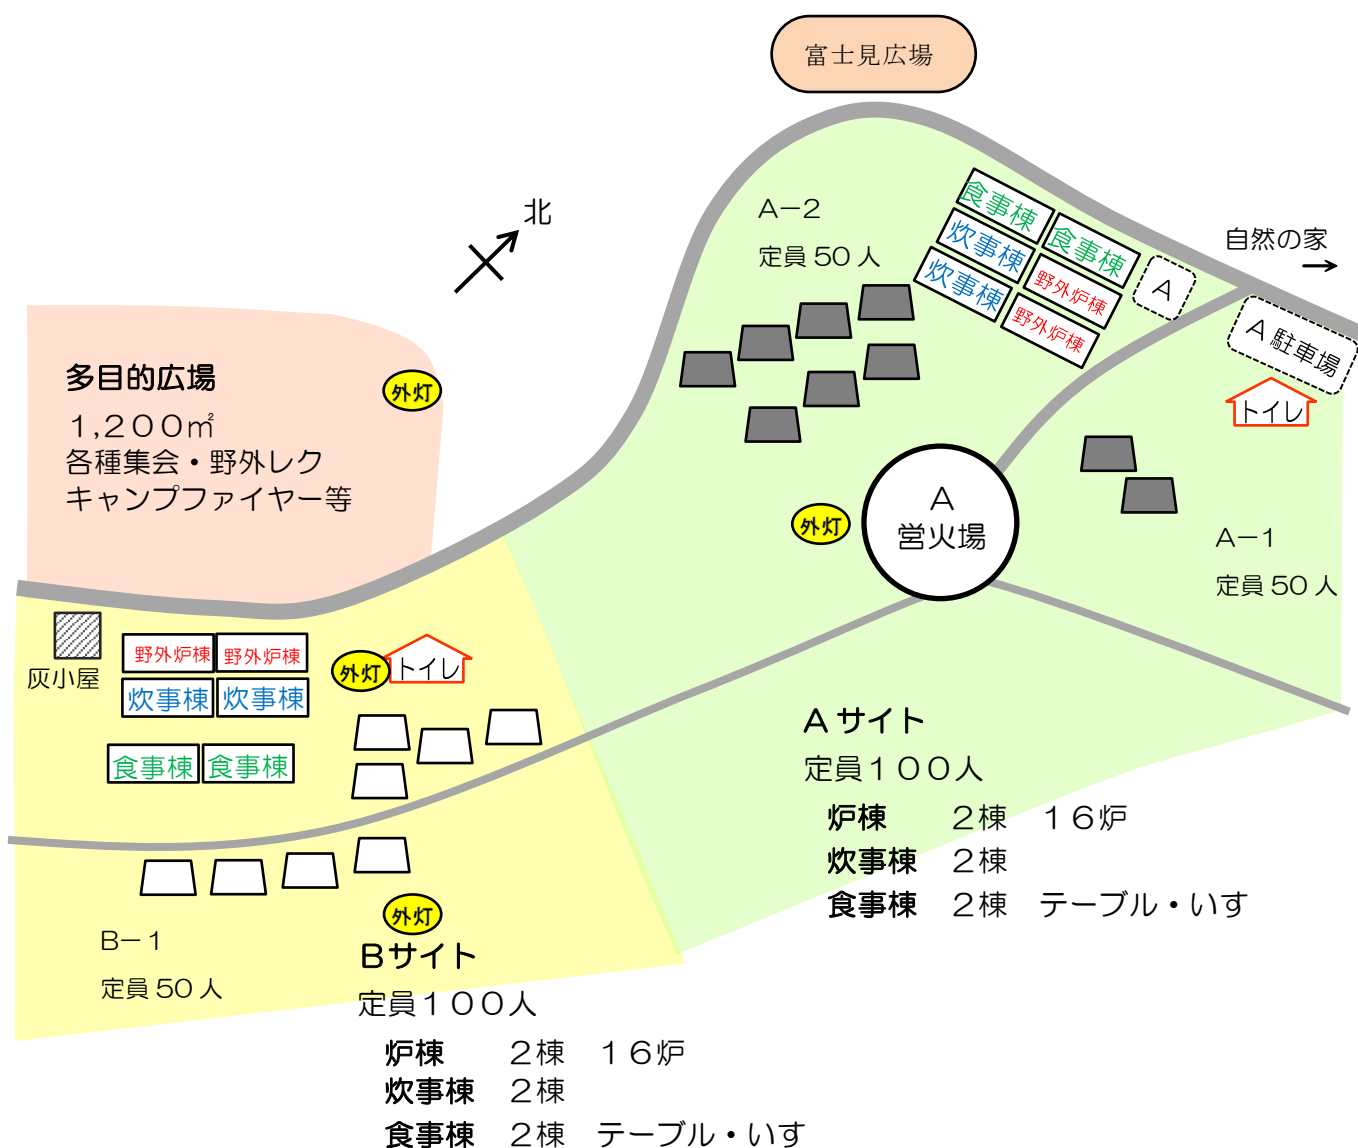 富士見広場
北
A－2
定員 50 人
食事棟
食事棟
炊事棟
炊事棟
野外炉棟
野外炉棟
A
自然の家
→
A 駐車場
トイレ
多目的広場
１,２００㎡
各種集会・野外レク
キャンプファイヤー等
外灯
外灯
A
営火場
A－1
定員 50 人
灰小屋
野外炉棟
野外炉棟
炊事棟
炊事棟
食事棟
食事棟
外灯
トイレ
A サイト
定員１００人
炉棟　２棟　１６炉
炊事棟　２棟
食事棟　２棟　テーブル・いす
外灯
B－1
定員 50 人
Bサイト
定員１００人
炉棟　２棟　１６炉
炊事棟　２棟
食事棟　２棟　テーブル・いす